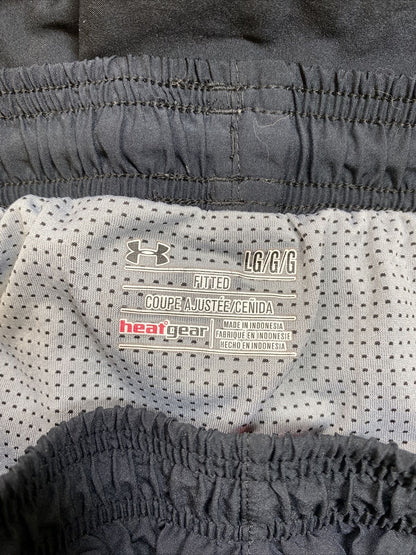 LG/G/G
FITTED
COUPE AJUSTÉE/CEÑIDA
heatgear
MADE IN INDONESIA
FABRIQUÉ EN INDONÉSIE
HECHO EN INDONESIA